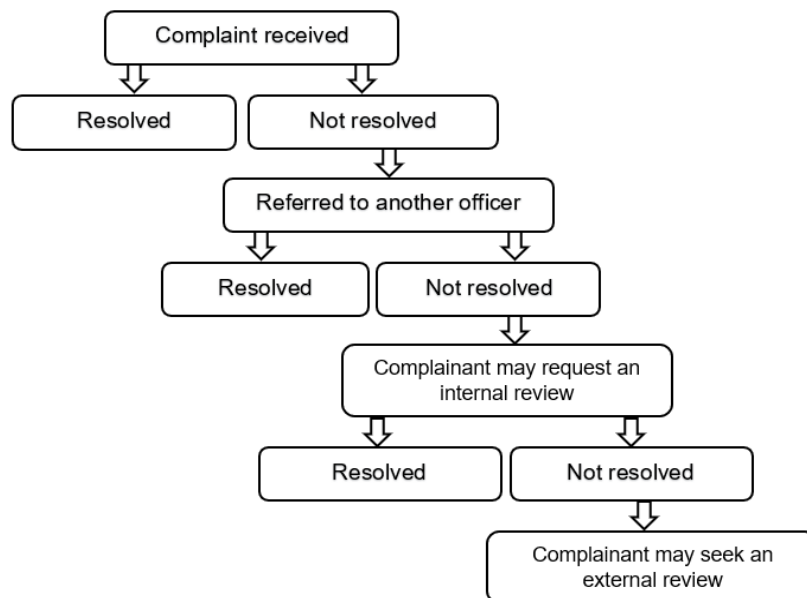 Complaint received
Resolved
Not resolved
Referred to another officer
Resolved
Not resolved
Complainant may request an
internal review
Resolved
Not resolved
Complainant may seek an
external review